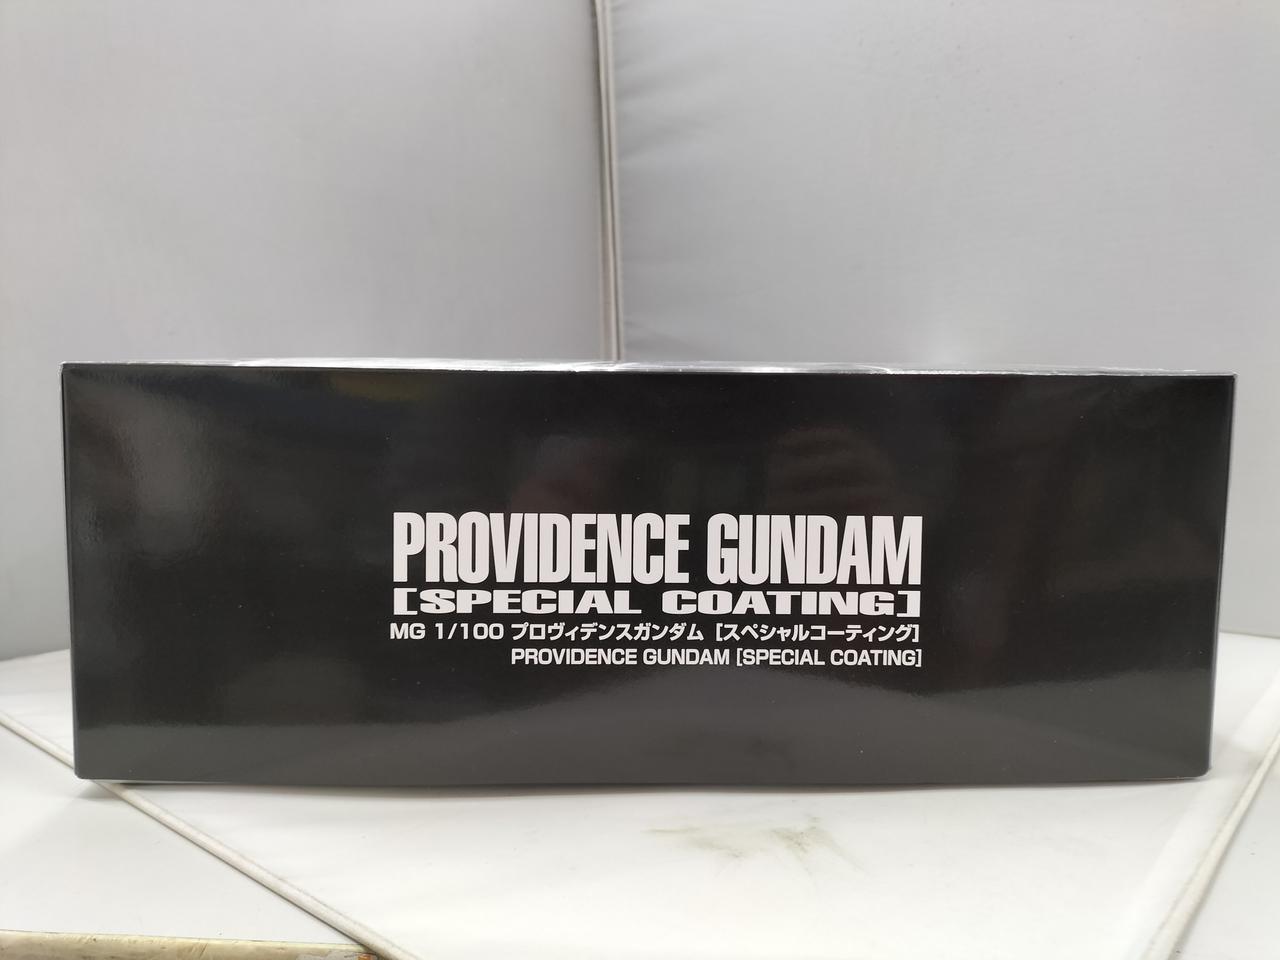 PROVIDENCE GUNDAM
[SPECIAL COATING]
MG 1/100 プロヴィデンスガンダム [スペシャルコーティング]
PROVIDENCE GUNDAM [SPECIAL COATING]